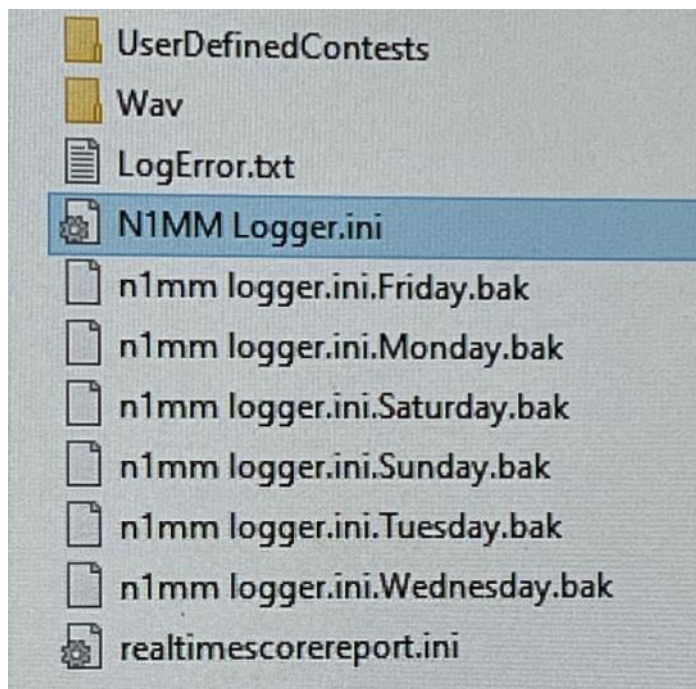 UserDefinedContests
Wav
LogError.txt
N1MM Logger.ini
n1mm logger.ini.Friday.bak
n1mm logger.ini.Monday.bak
n1mm logger.ini.Saturday.bak
n1mm logger.ini.Sunday.bak
n1mm logger.ini.Tuesday.bak
n1mm logger.ini.Wednesday.bak
realtimescorereport.ini